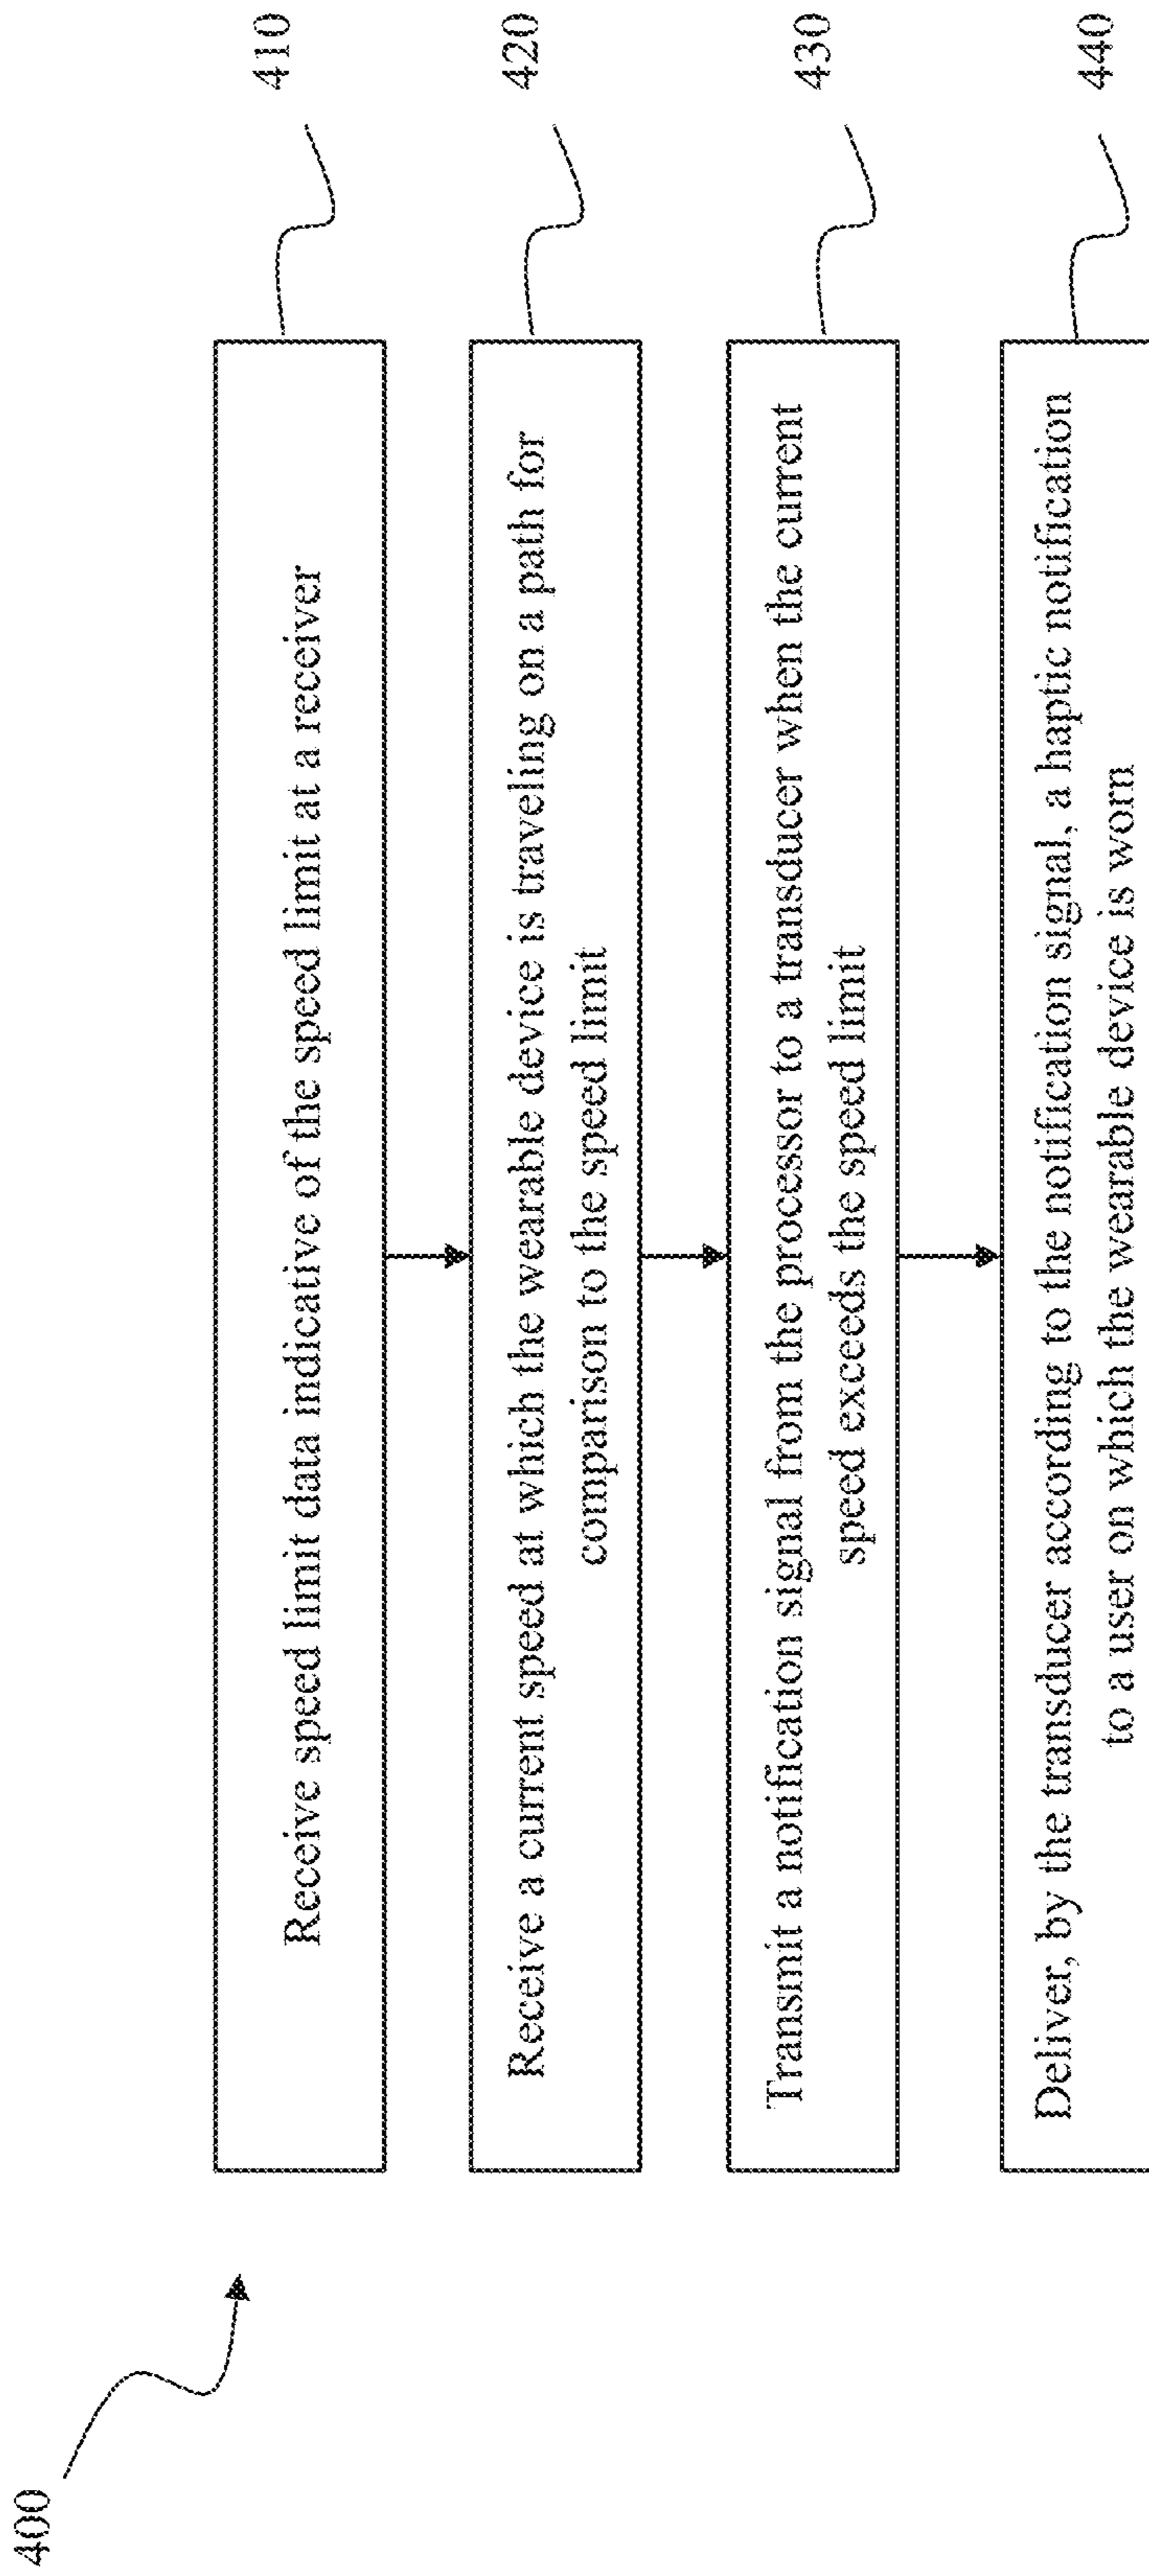 400
410
Receive speed limit data indicative of the speed limit at a receiver
420
Receive a current speed at which the wearable device is traveling on a path for
comparison to the speed limit
430
Transmit a notification signal from the processor to a transducer when the current
speed exceeds the speed limit
440
Deliver, by the transducer according to the notification signal, a haptic notification
to a user on which the wearable device is worn